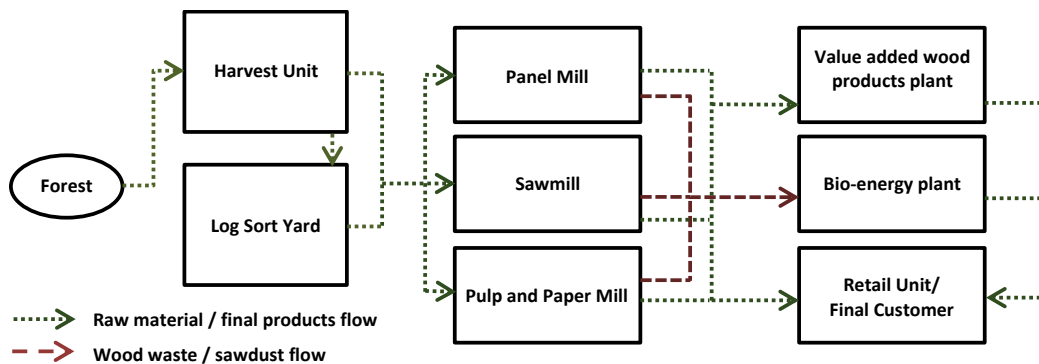 Harvest Unit
Panel Mill
Value added wood
products plant
Forest
Log Sort Yard
Sawmill
Bio-energy plant
Pulp and Paper Mill
Retail Unit/
Final Customer
Raw material / final products flow
Wood waste / sawdust flow